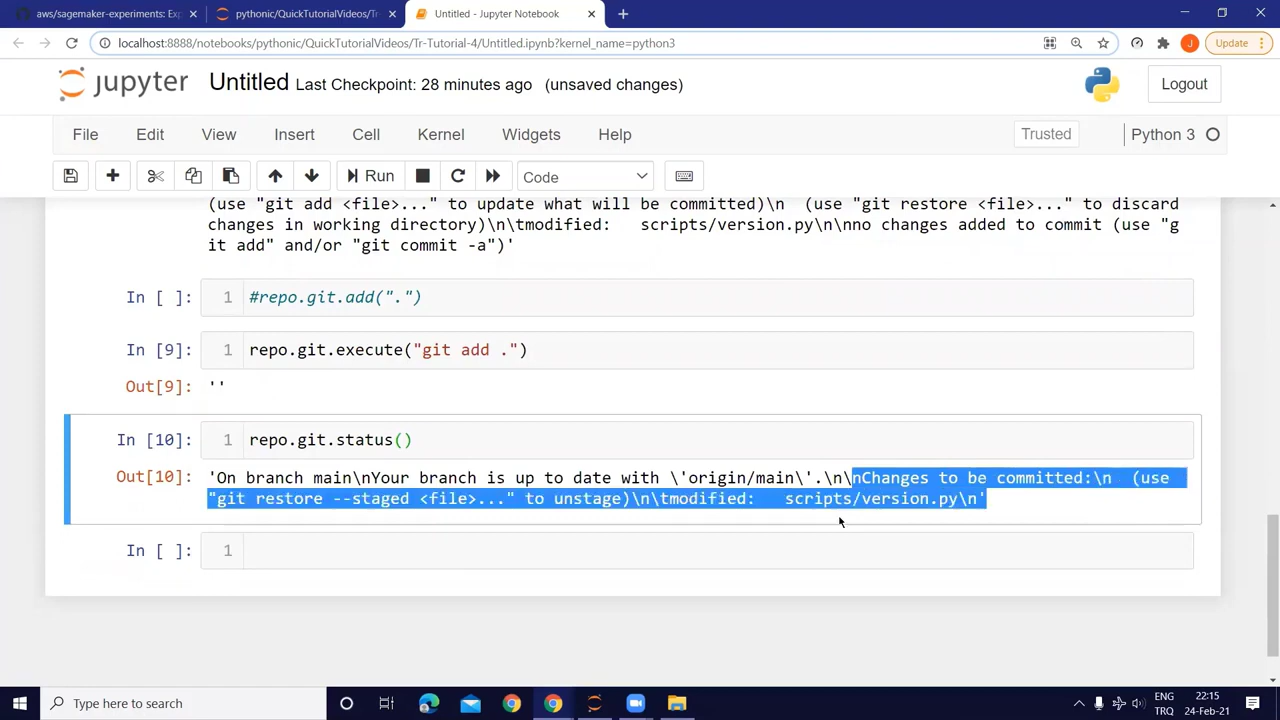 aws/sagemaker-experiments: Exp
pythonic/QuickTutorialVideos/Tr-
Untitled - Jupyter Notebook
localhost:8888/notebooks/pythonic/QuickTutorialVideos/Tr-Tutorial-4/Untitled.ipynb?kernel_name=python3
J
Update
jupyter Untitled Last Checkpoint: 28 minutes ago (unsaved changes)
Logout
File Edit View Insert Cell Kernel Widgets Help
Trusted
Python 3
Run
Code
(use "git add <file>..." to update what will be committed)\n  (use "git restore <file>..." to discard
changes in working directory)\n\tmodified:   scripts/version.py\n\nno changes added to commit (use "g
it add" and/or "git commit -a")'
In [ ]: 1 #repo.git.add(".")
In [9]: 1 repo.git.execute("git add .")
Out[9]: ''
In [10]: 1 repo.git.status()
Out[10]: 'On branch main\nYour branch is up to date with \'origin/main\'.\n\nChanges to be committed:\n  (use
"git restore --staged <file>..." to unstage)\n\tmodified:   scripts/version.py\n'
In [ ]: 1
Type here to search
ENG
TRQ
22:15
24-Feb-21